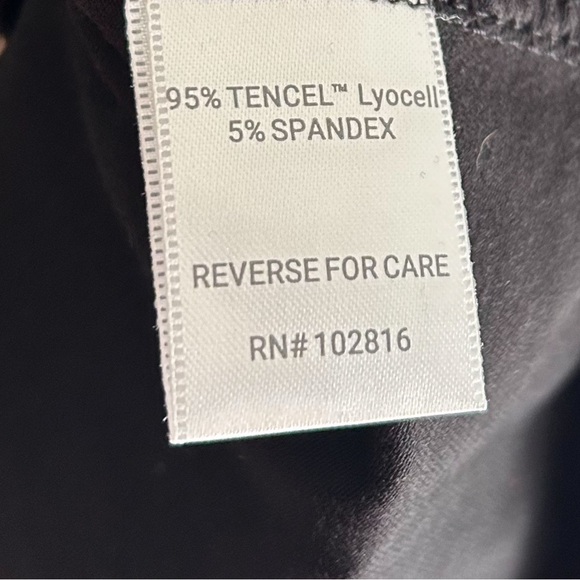 95% TENCEL™ Lyocell
5% SPANDEX
REVERSE FOR CARE
RN# 102816